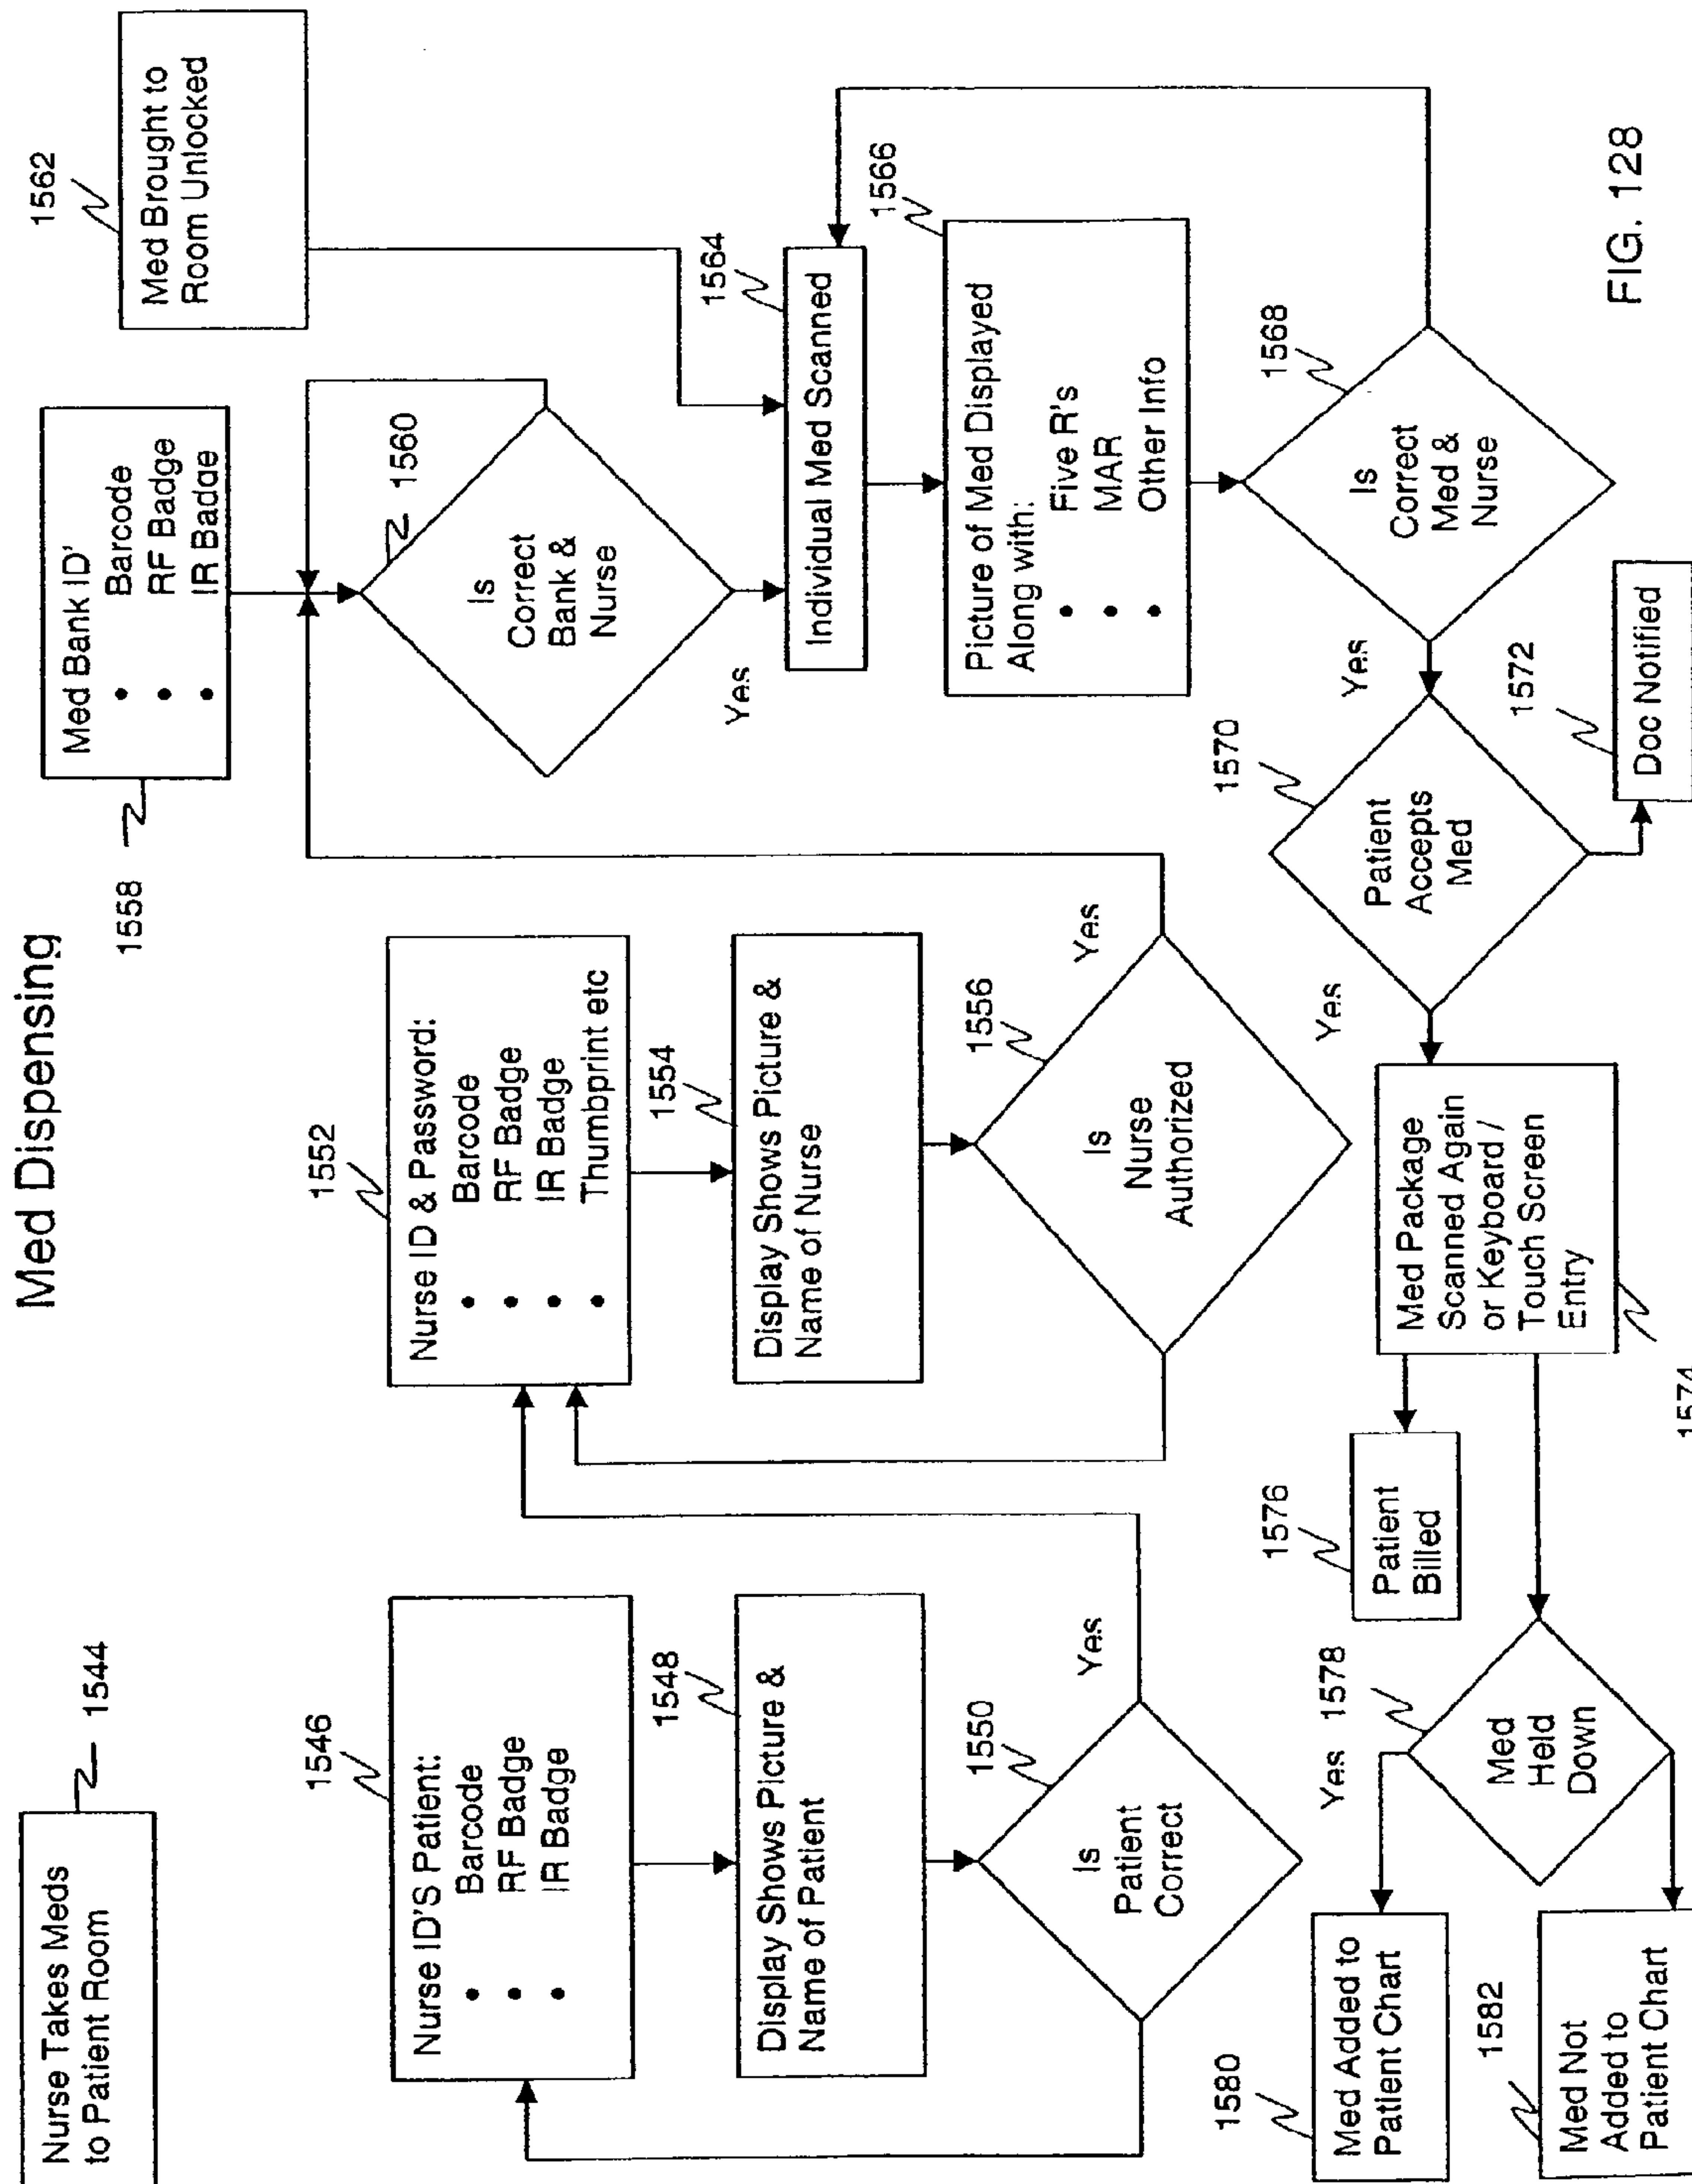 Med Dispensing
Nurse Takes Meds
to Patient Room
1544
1546
Nurse ID'S Patient:
• Barcode
• RF Badge
• IR Badge
1548
Display Shows Picture &
Name of Patient
1550
Is
Patient
Correct
Yes
1552
Nurse ID & Password:
• Barcode
• RF Badge
• IR Badge
• Thumbprint etc
1554
Display Shows Picture &
Name of Nurse
1556
Is
Nurse
Authorized
Yes
1558
Med Bank ID'
• Barcode
• RF Badge
• IR Badge
1560
Is
Correct
Bank &
Nurse
Yes
1562
Med Brought to
Room Unlocked
1564
Individual Med Scanned
1566
Picture of Med Displayed
Along with:
• Five R's
• MAR
• Other Info
1568
Is
Correct
Med &
Nurse
Yes
1570
Patient
Accepts
Med
1572
Doc Notified
Yes
Med Package
Scanned Again
or Keyboard /
Touch Screen
Entry
1574
1576
Patient
Billed
1578
Med
Held
Down
Yes
1580
Med Added to
Patient Chart
1582
Med Not
Added to
Patient Chart
FIG. 128